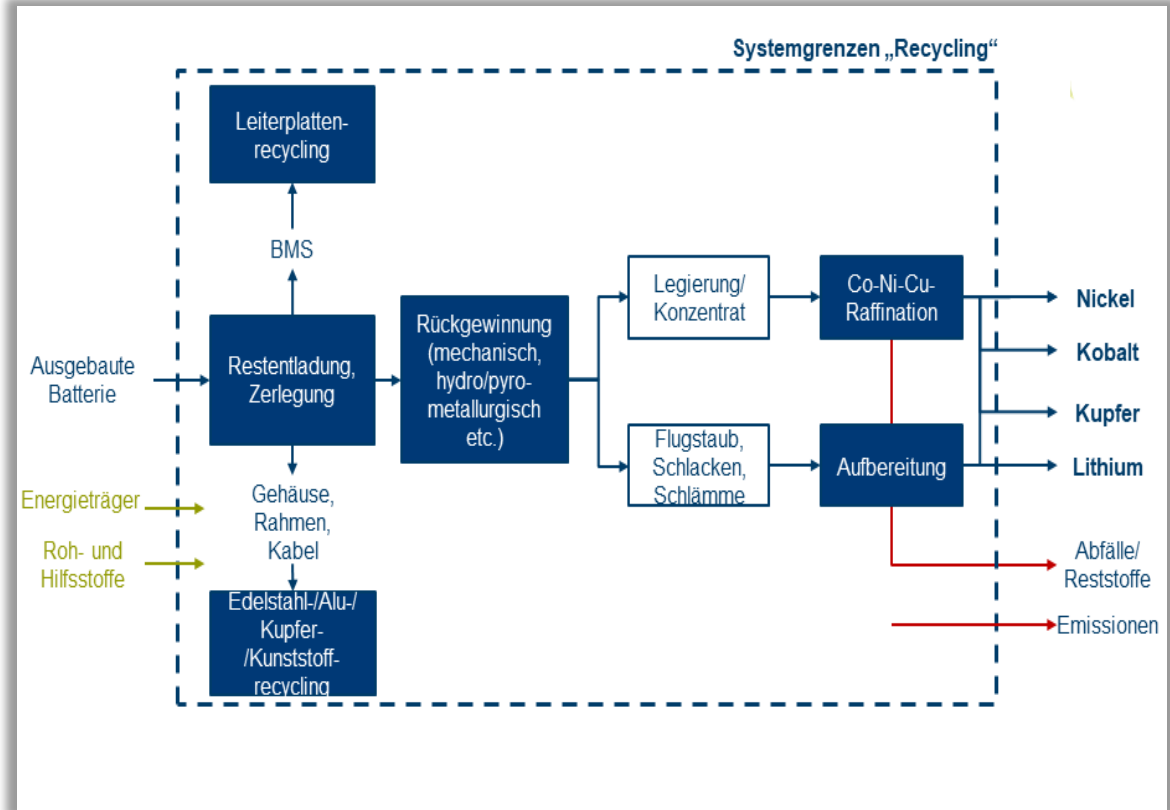 Systemgrenzen „Recycling“
Leiterplatten-
recycling
BMS
Ausgebaute
Batterie
Restentladung,
Zerlegung
Rückgewinnung
(mechanisch,
hydro/pyro-
metallurgisch
etc.)
Legierung/
Konzentrat
Co-Ni-Cu-
Raffination
Flugstaub,
Schlacken,
Schlämme
Aufbereitung
Nickel
Kobalt
Kupfer
Lithium
Energieträger
Roh- und
Hilfsstoffe
Gehäuse,
Rahmen,
Kabel
Edelstahl-/Alu-/
Kupfer-
/Kunststoff-
recycling
Abfälle/
Reststoffe
Emissionen